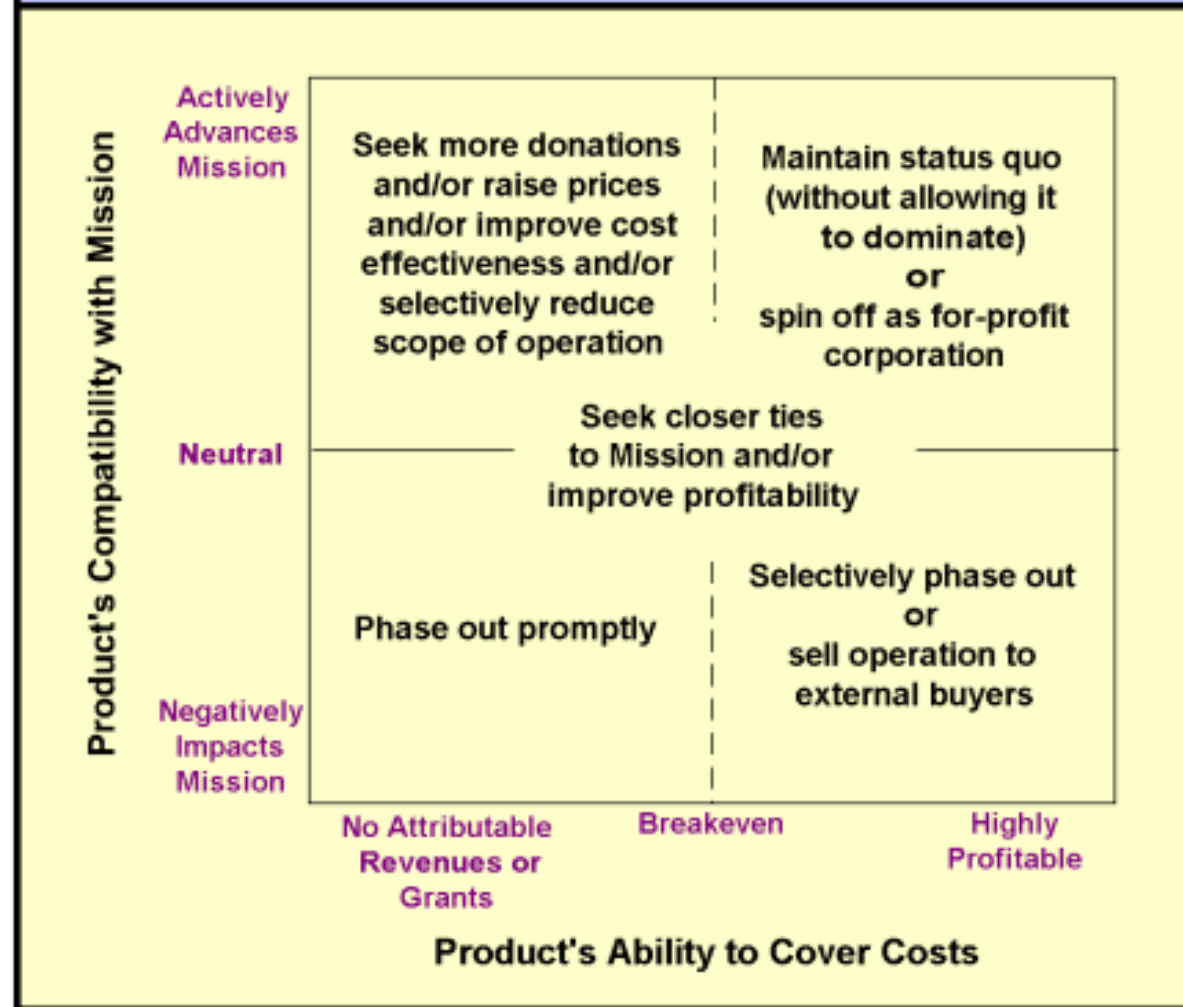 Product's Compatibility with Mission
Actively
Advances
Mission
Seek more donations
and/or raise prices
and/or improve cost
effectiveness and/or
selectively reduce
scope of operation
Maintain status quo
(without allowing it
to dominate)
or
spin off as for-profit
corporation
Neutral
Seek closer ties
to Mission and/or
improve profitability
Phase out promptly
Selectively phase out
or
sell operation to
external buyers
Negatively
Impacts
Mission
No Attributable
Revenues or
Grants
Breakeven
Highly
Profitable
Product's Ability to Cover Costs